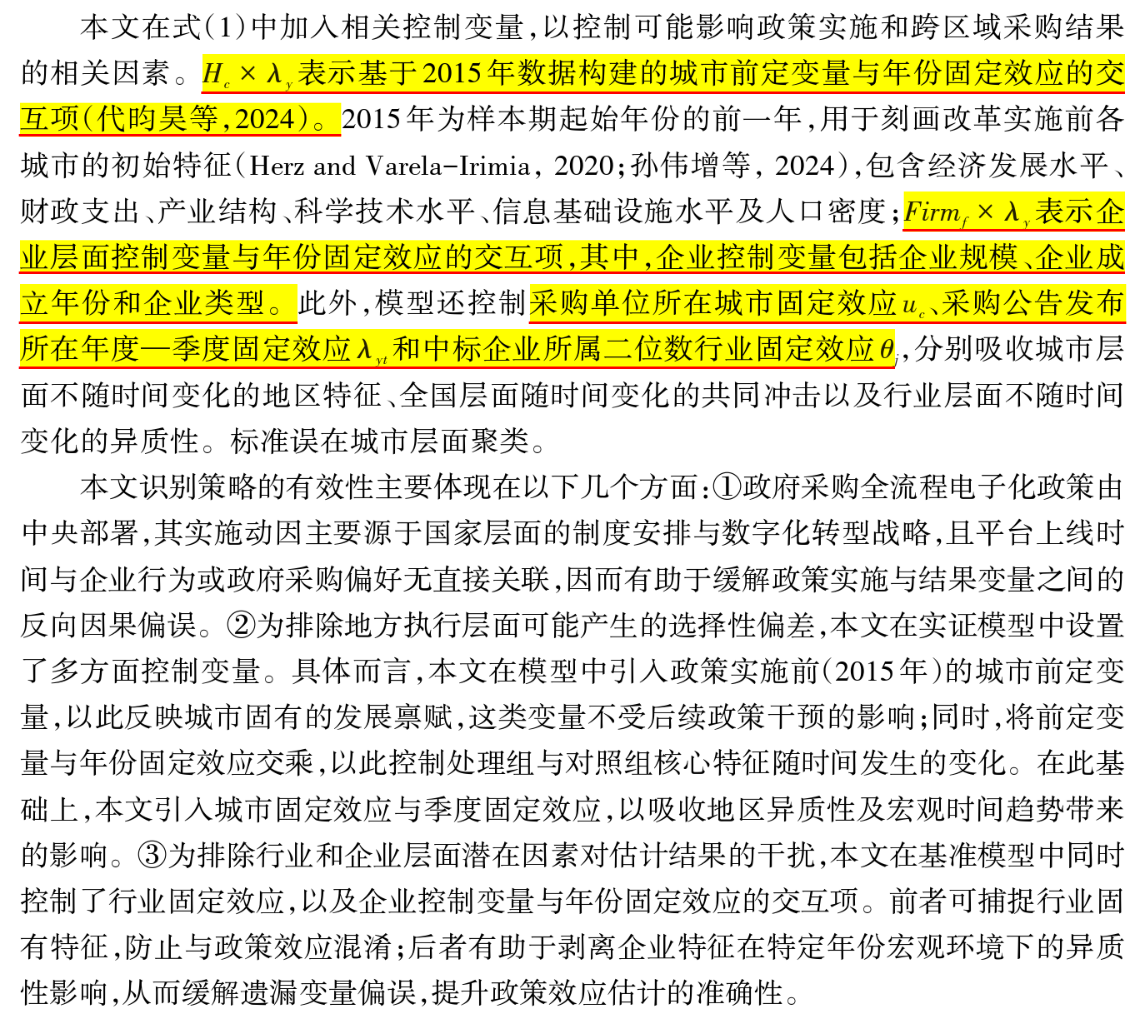 本文在式(1)中加入相关控制变量,以控制可能影响政策实施和跨区域采购结果
的相关因素。H_c × λ_y 表示基于2015年数据构建的城市前定变量与年份固定效应的交
互项(代昀昊等,2024)。2015年为样本期起始年份的前一年,用于刻画改革实施前各
城市的初始特征(Herz and Varela-Irimia, 2020;孙伟增等, 2024),包含经济发展水平、
财政支出、产业结构、科学技术水平、信息基础设施水平及人口密度;Firm_f × λ_y 表示企
业层面控制变量与年份固定效应的交互项,其中,企业控制变量包括企业规模、企业成
立年份和企业类型。此外,模型还控制采购单位所在城市固定效应 u_c、采购公告发布
所在年度—季度固定效应 λ_yt 和中标企业所属二位数行业固定效应 θ_j,分别吸收城市层
面不随时间变化的地区特征、全国层面随时间变化的共同冲击以及行业层面不随时间
变化的异质性。标准误在城市层面聚类。
本文识别策略的有效性主要体现在以下几个方面:①政府采购全流程电子化政策由
中央部署,其实施动因主要源于国家层面的制度安排与数字化转型战略,且平台上线时
间与企业行为或政府采购偏好无直接关联,因而有助于缓解政策实施与结果变量之间的
反向因果偏误。②为排除地方执行层面可能产生的选择性偏差,本文在实证模型中设置
了多方面控制变量。具体而言,本文在模型中引入政策实施前(2015年)的城市前定变
量,以此反映城市固有的发展禀赋,这类变量不受后续政策干预的影响;同时,将前定变
量与年份固定效应交乘,以此控制处理组与对照组核心特征随时间发生的变化。在此基
础上,本文引入城市固定效应与季度固定效应,以吸收地区异质性及宏观时间趋势带来
的影响。③为排除行业和企业层面潜在因素对估计结果的干扰,本文在基准模型中同时
控制了行业固定效应,以及企业控制变量与年份固定效应的交互项。前者可捕捉行业固
有特征,防止与政策效应混淆;后者有助于剥离企业特征在特定年份宏观环境下的异质
性影响,从而缓解遗漏变量偏误,提升政策效应估计的准确性。